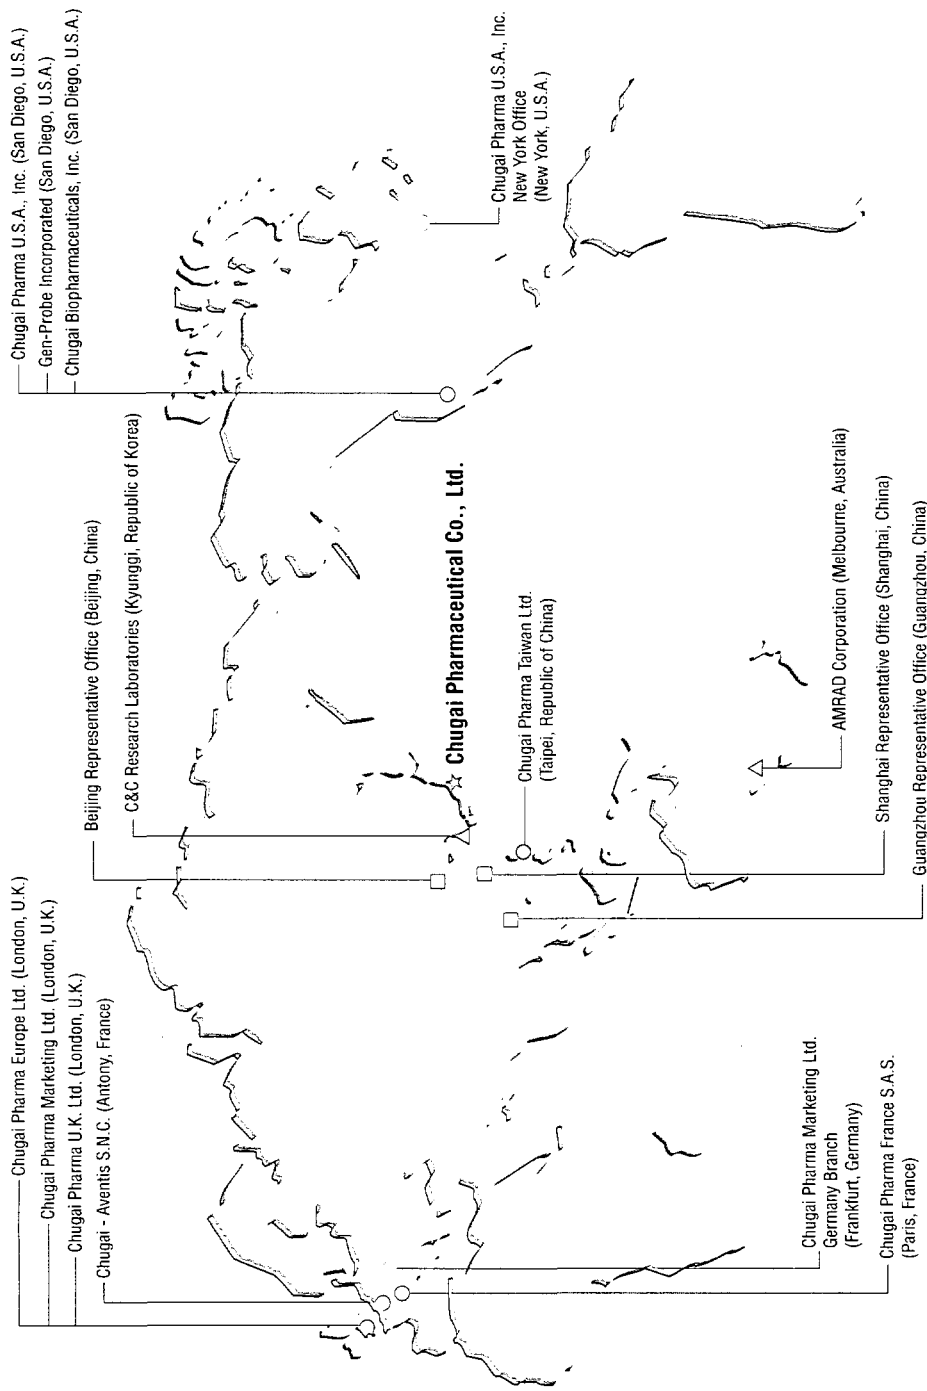 Chugai Pharma Europe Ltd. (London, U.K.)
Chugai Pharma Marketing Ltd. (London, U.K.)
Chugai Pharma U.K. Ltd. (London, U.K.)
Chugai - Aventis S.N.C. (Antony, France)
Beijing Representative Office (Beijing, China)
C&C Research Laboratories (Kyunggi, Republic of Korea)
Chugai Pharma U.S.A., Inc. (San Diego, U.S.A.)
Gen-Probe Incorporated (San Diego, U.S.A.)
Chugai Biopharmaceuticals, Inc. (San Diego, U.S.A.)
Chugai Pharmaceutical Co., Ltd.
Chugai Pharma U.S.A., Inc.
New York Office
(New York, U.S.A.)
Chugai Pharma Taiwan Ltd.
(Taipei, Republic of China)
Chugai Pharma Marketing Ltd.
Germany Branch
(Frankfurt, Germany)
Chugai Pharma France S.A.S.
(Paris, France)
AMRAD Corporation (Melbourne, Australia)
Shanghai Representative Office (Shanghai, China)
Guangzhou Representative Office (Guangzhou, China)